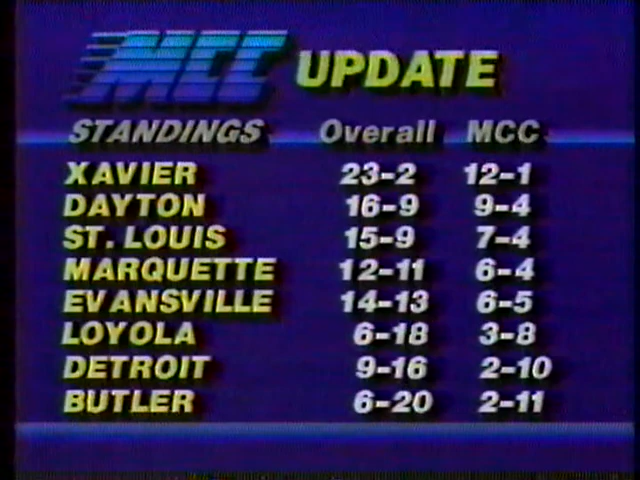 MCC UPDATE
STANDINGS Overall MCC
XAVIER 23-2 12-1
DAYTON 16-9 9-4
ST. LOUIS 15-9 7-4
MARQUETTE 12-11 6-4
EVANSVILLE 14-13 6-5
LOYOLA 6-18 3-8
DETROIT 9-16 2-10
BUTLER 6-20 2-11